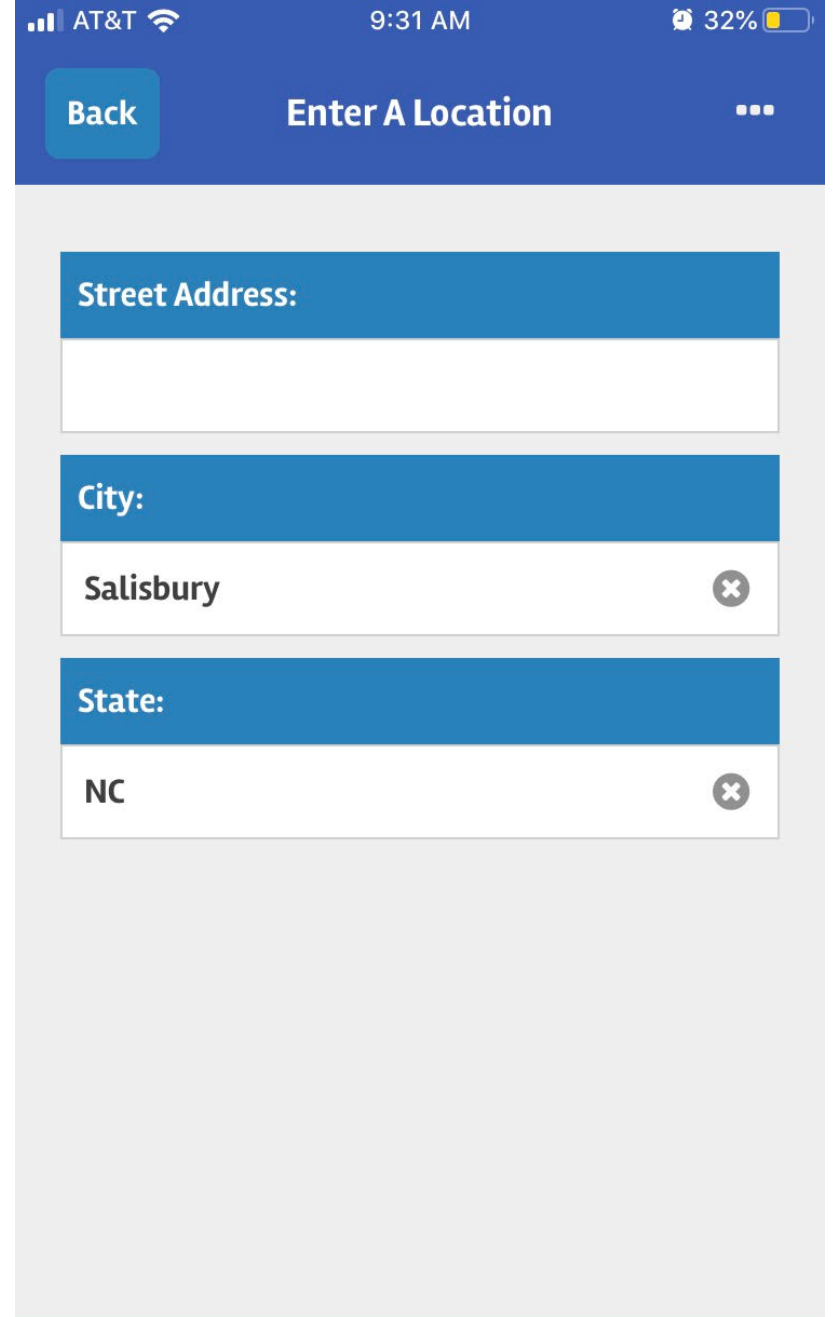 AT&T 9:31 AM 32%
Back Enter A Location
Street Address:
City:
Salisbury
State:
NC